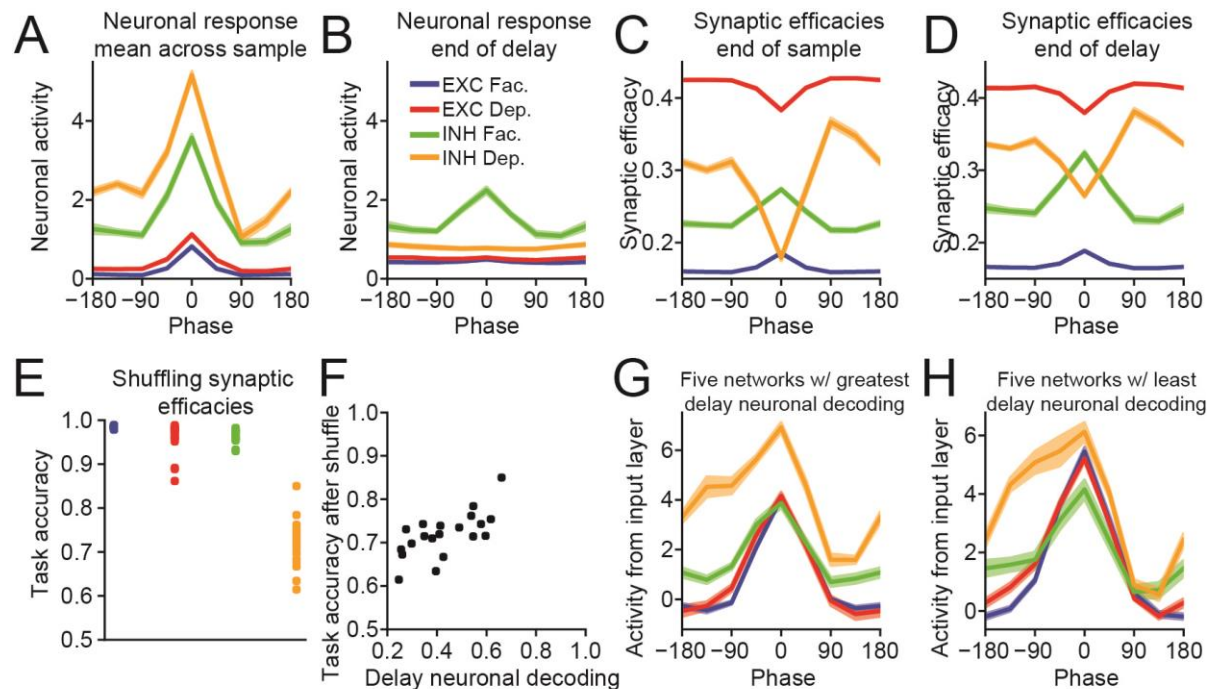 A
Neuronal response
mean across sample
Neuronal activity
4
2
0
−180 −90 0 90 180
Phase
B
Neuronal response
end of delay
EXC Fac.
EXC Dep.
INH Fac.
INH Dep.
Neuronal activity
4
2
0
−180 −90 0 90 180
Phase
C
Synaptic efficacies
end of sample
Synaptic efficacy
0.4
0.3
0.2
−180 −90 0 90 180
Phase
D
Synaptic efficacies
end of delay
Synaptic efficacy
0.4
0.3
0.2
−180 −90 0 90 180
Phase
E
Shuffling synaptic
efficacies
Task accuracy
1.0
0.9
0.8
0.7
0.6
0.5
F
Task accuracy after shuffle
1.0
0.9
0.8
0.7
0.6
0.5
0.2 0.4 0.6 0.8 1.0
Delay neuronal decoding
G
Five networks w/ greatest
delay neuronal decoding
Activity from input layer
6
4
2
0
-180 -90 0 90 180
Phase
H
Five networks w/ least
delay neuronal decoding
Activity from input layer
6
4
2
0
-180 -90 0 90 180
Phase